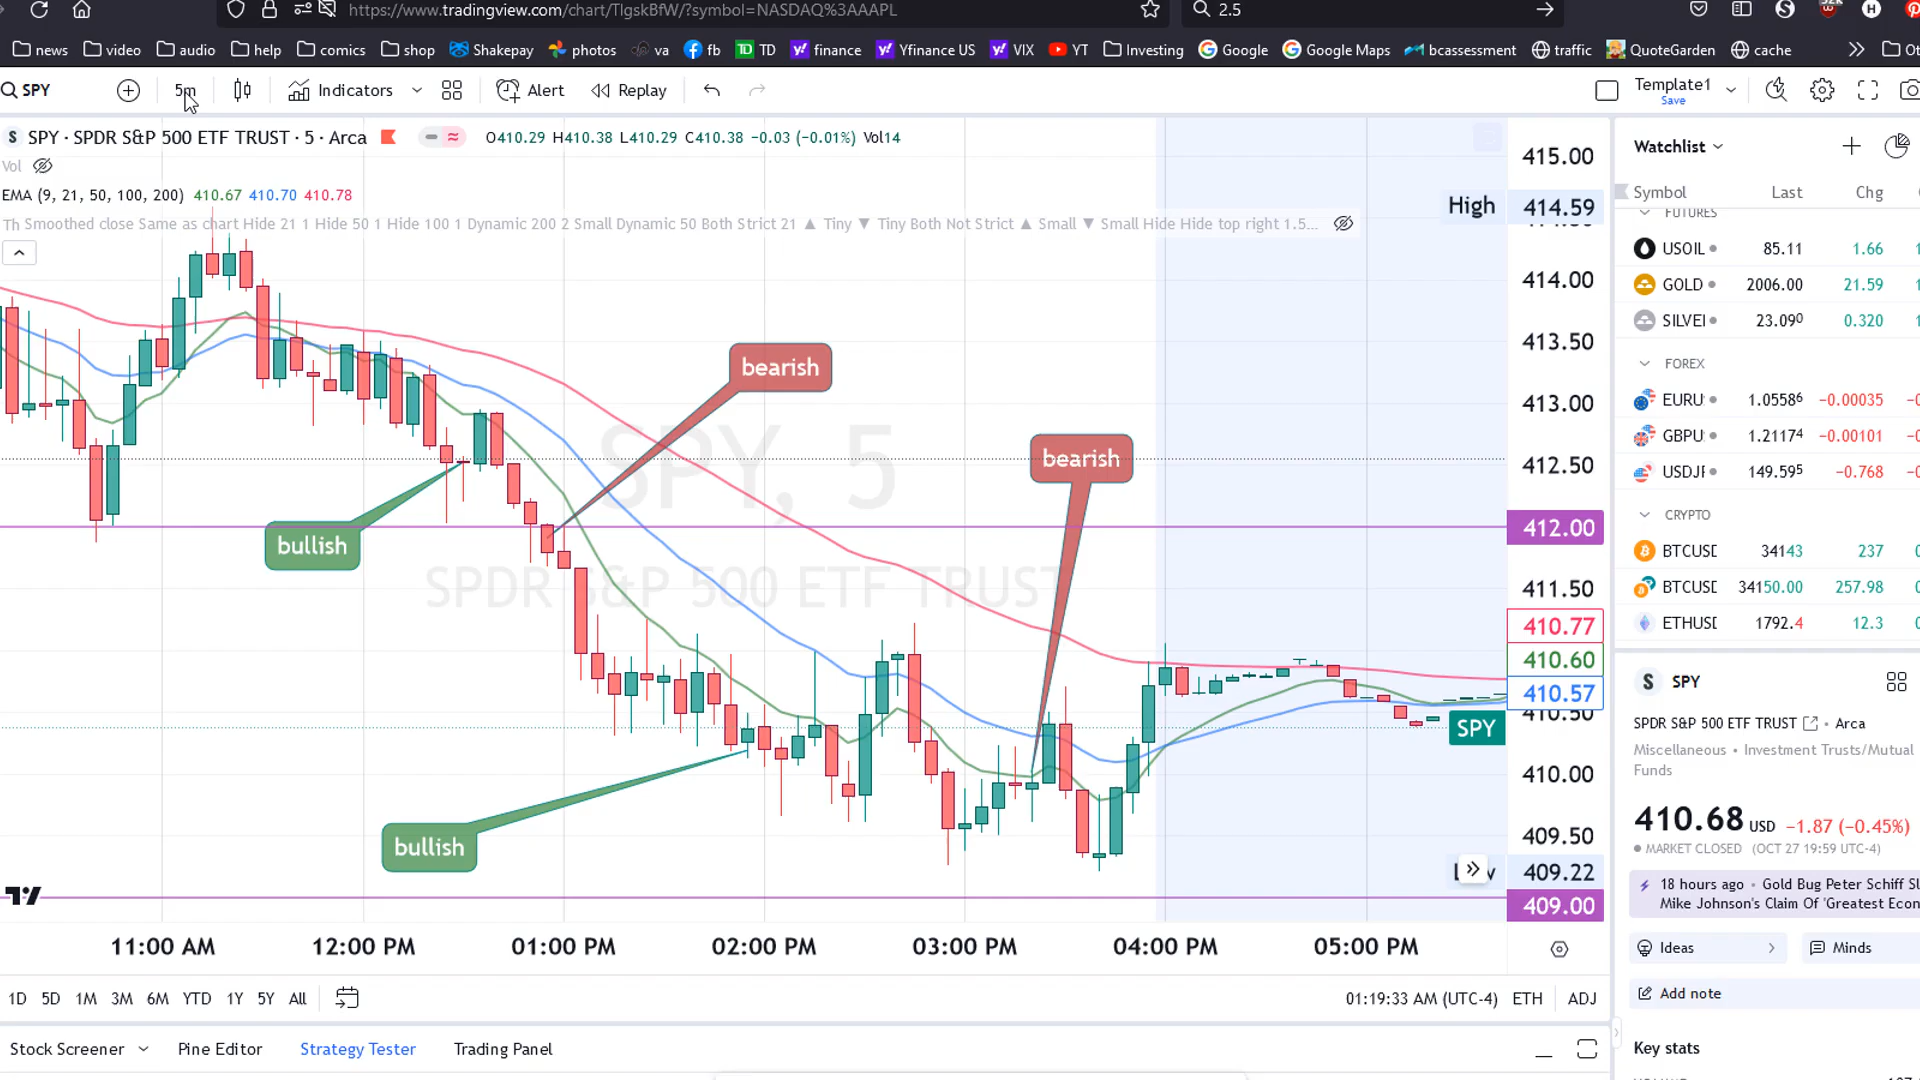 https://www.tradingview.com/chart/TlgskBfW/?symbol=NASDAQ%3AAAPL
2.5
news video audio help comics shop Shakepay photos va fb TD finance Yfinance US VIX YT Investing Google Google Maps bcassessment traffic QuoteGarden cache
SPY 5m Indicators Alert Replay Template1
Save
SPY · SPDR S&P 500 ETF TRUST · 5 · Arca O410.29 H410.38 L410.29 C410.38 −0.03 (−0.01%) Vol14
Vol
EMA (9, 21, 50, 100, 200) 410.67 410.70 410.78
Th Smoothed close Same as chart Hide 21 1 Hide 50 1 Hide 100 1 Dynamic 200 2 Small Dynamic 50 Both Strict 21 ▲ Tiny ▼ Tiny Both Not Strict ▲ Small ▼ Small Hide Hide top right 1.5...
SPY, 5
SPDR S&P 500 ETF TRUST
bearish
bearish
bullish
bullish
415.00
High 414.59
414.00
413.50
413.00
412.50
412.00
411.50
410.77
410.60
410.57
410.50
SPY
410.00
409.50
409.22
409.00
11:00 AM 12:00 PM 01:00 PM 02:00 PM 03:00 PM 04:00 PM 05:00 PM
1D 5D 1M 3M 6M YTD 1Y 5Y All
01:19:33 AM (UTC-4) ETH ADJ
Stock Screener Pine Editor Strategy Tester Trading Panel
Watchlist
Symbol Last Chg
FUTURES
USOIL 85.11 1.66
GOLD 2006.00 21.59
SILVE 23.090 0.320
FOREX
EURU 1.05586 −0.00035
GBPU 1.21174 −0.00101
USDJF 149.595 −0.768
CRYPTO
BTCUSD 34143 237
BTCUSD 34150.00 257.98
ETHUSD 1792.4 12.3
SPY
SPDR S&P 500 ETF TRUST • Arca
Miscellaneous • Investment Trusts/Mutual
Funds
410.68 USD −1.87 (−0.45%)
MARKET CLOSED (OCT 27 19:59 UTC-4)
18 hours ago • Gold Bug Peter Schiff
Mike Johnson's Claim Of 'Greatest
Ideas Minds
Add note
Key stats